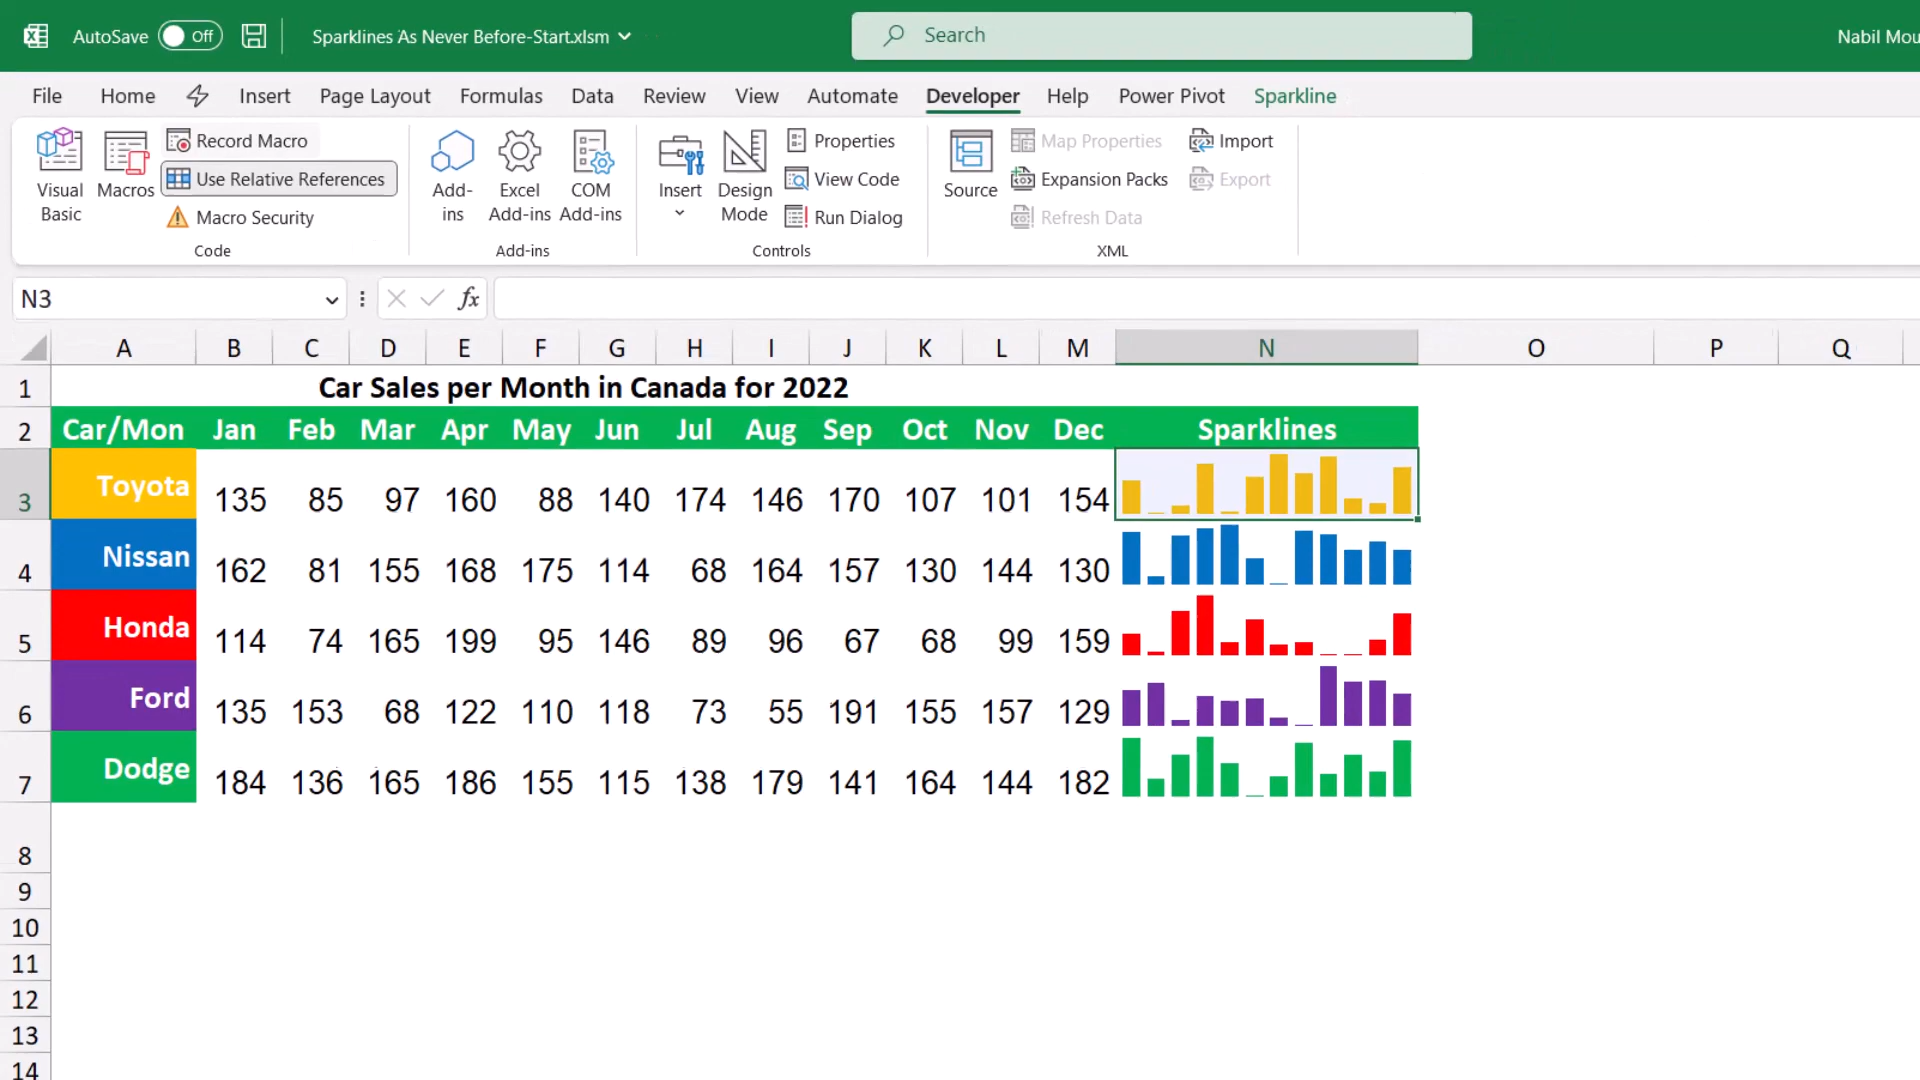 AutoSave Off Sparklines As Never Before-Start.xlsm Search Nabil Mou
File Home Insert Page Layout Formulas Data Review View Automate Developer Help Power Pivot Sparkline
Visual Basic
Macros
Record Macro
Use Relative References
Macro Security
Code
Add-ins
Excel Add-ins
COM Add-ins
Add-ins
Insert
Design Mode
Properties
View Code
Run Dialog
Controls
Source
Map Properties
Expansion Packs
Refresh Data
Import
Export
XML
N3 fx
A B C D E F G H I J K L M N O P Q
1 Car Sales per Month in Canada for 2022
2 Car/Mon Jan Feb Mar Apr May Jun Jul Aug Sep Oct Nov Dec Sparklines
3 Toyota 135 85 97 160 88 140 174 146 170 107 101 154
4 Nissan 162 81 155 168 175 114 68 164 157 130 144 130
5 Honda 114 74 165 199 95 146 89 96 67 68 99 159
6 Ford 135 153 68 122 110 118 73 55 191 155 157 129
7 Dodge 184 136 165 186 155 115 138 179 141 164 144 182
8
9
10
11
12
13
14